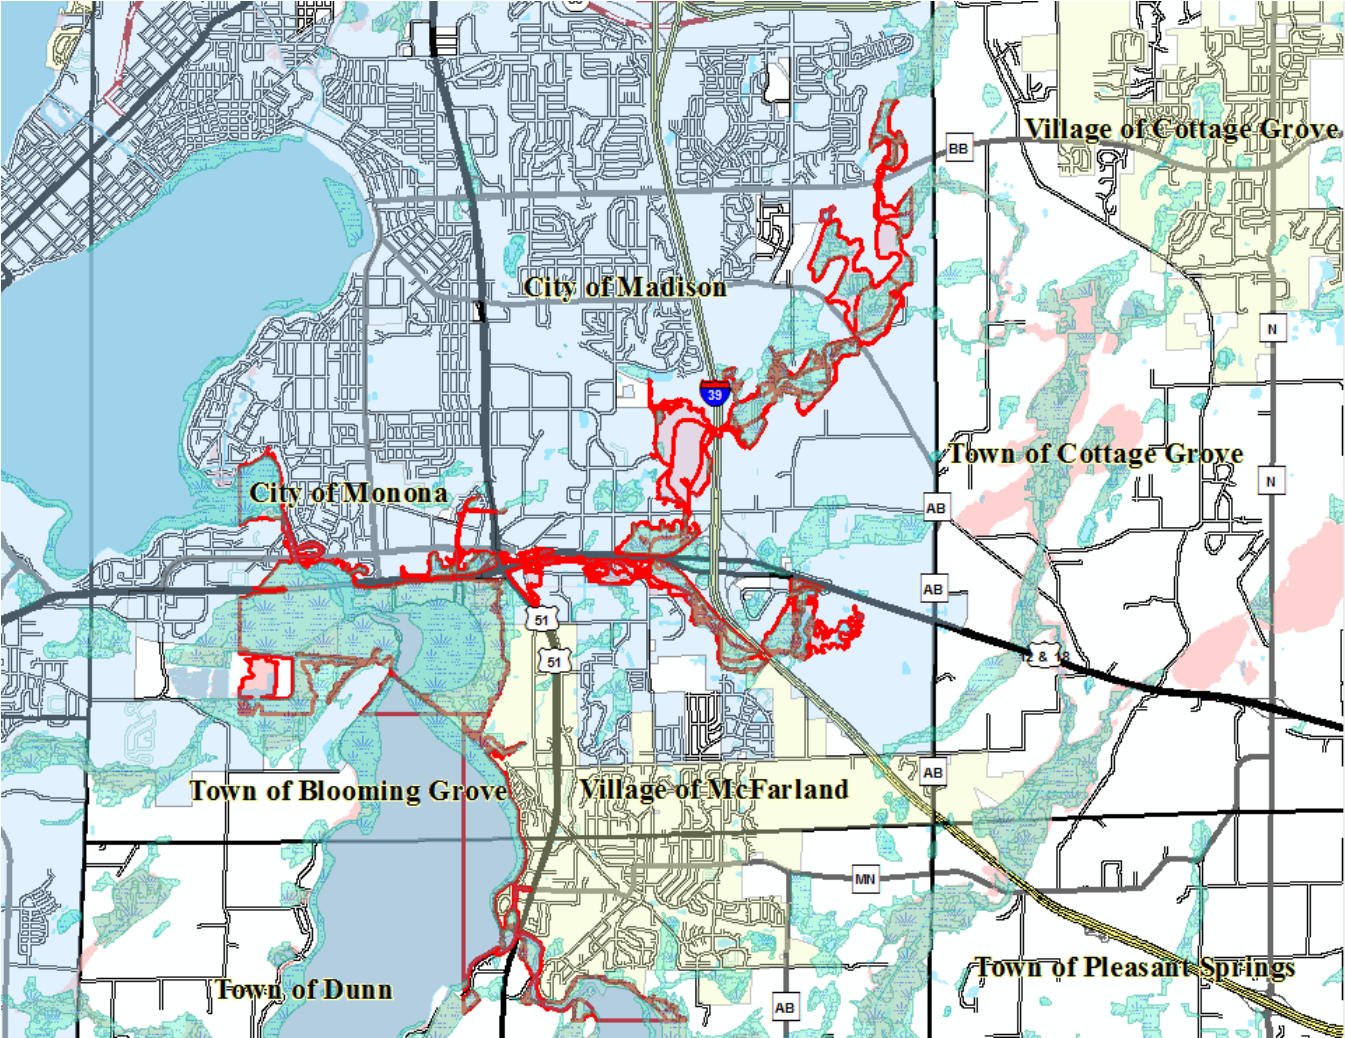 Village of Cottage Grove
BB
City of Madison
N
39
Town of Cottage Grove
City of Monona
N
AB
AB
51
51
12 & 18
AB
Town of Blooming Grove
Village of McFarland
MN
Town of Pleasant Springs
Town of Dunn
AB